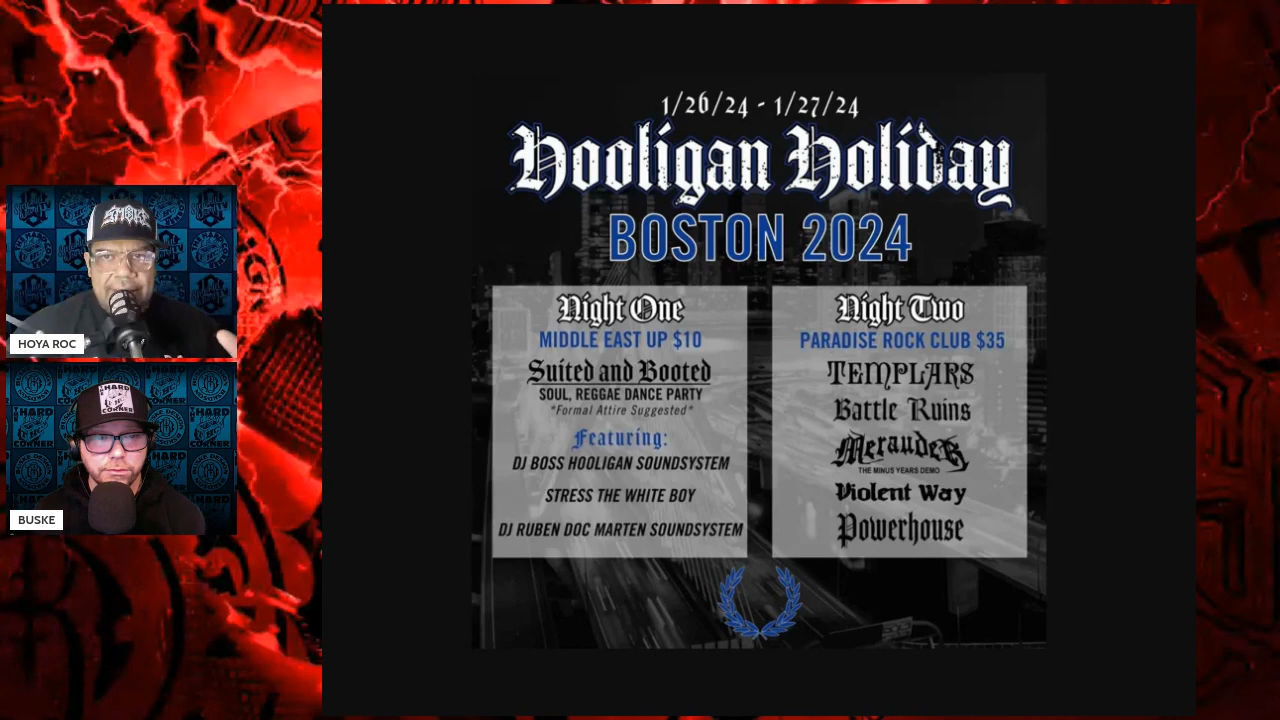 1/26/24 - 1/27/24
Hooligan Holiday
BOSTON 2024
Night One
MIDDLE EAST UP $10
Suited and Booted
SOUL, REGGAE DANCE PARTY
"Formal Attire Suggested"
Featuring:
DJ BOSS HOOLIGAN SOUNDSYSTEM
STRESS THE WHITE BOY
DJ RUBEN DOC MARTEN SOUNDSYSTEM
Night Two
PARADISE ROCK CLUB $35
TEMPLARS
Battle Ruins
Merauder
THE MINUS YEARS DEMO
Violent Way
Powerhouse
HOYA ROC
BUSKE
HARD
CORNER